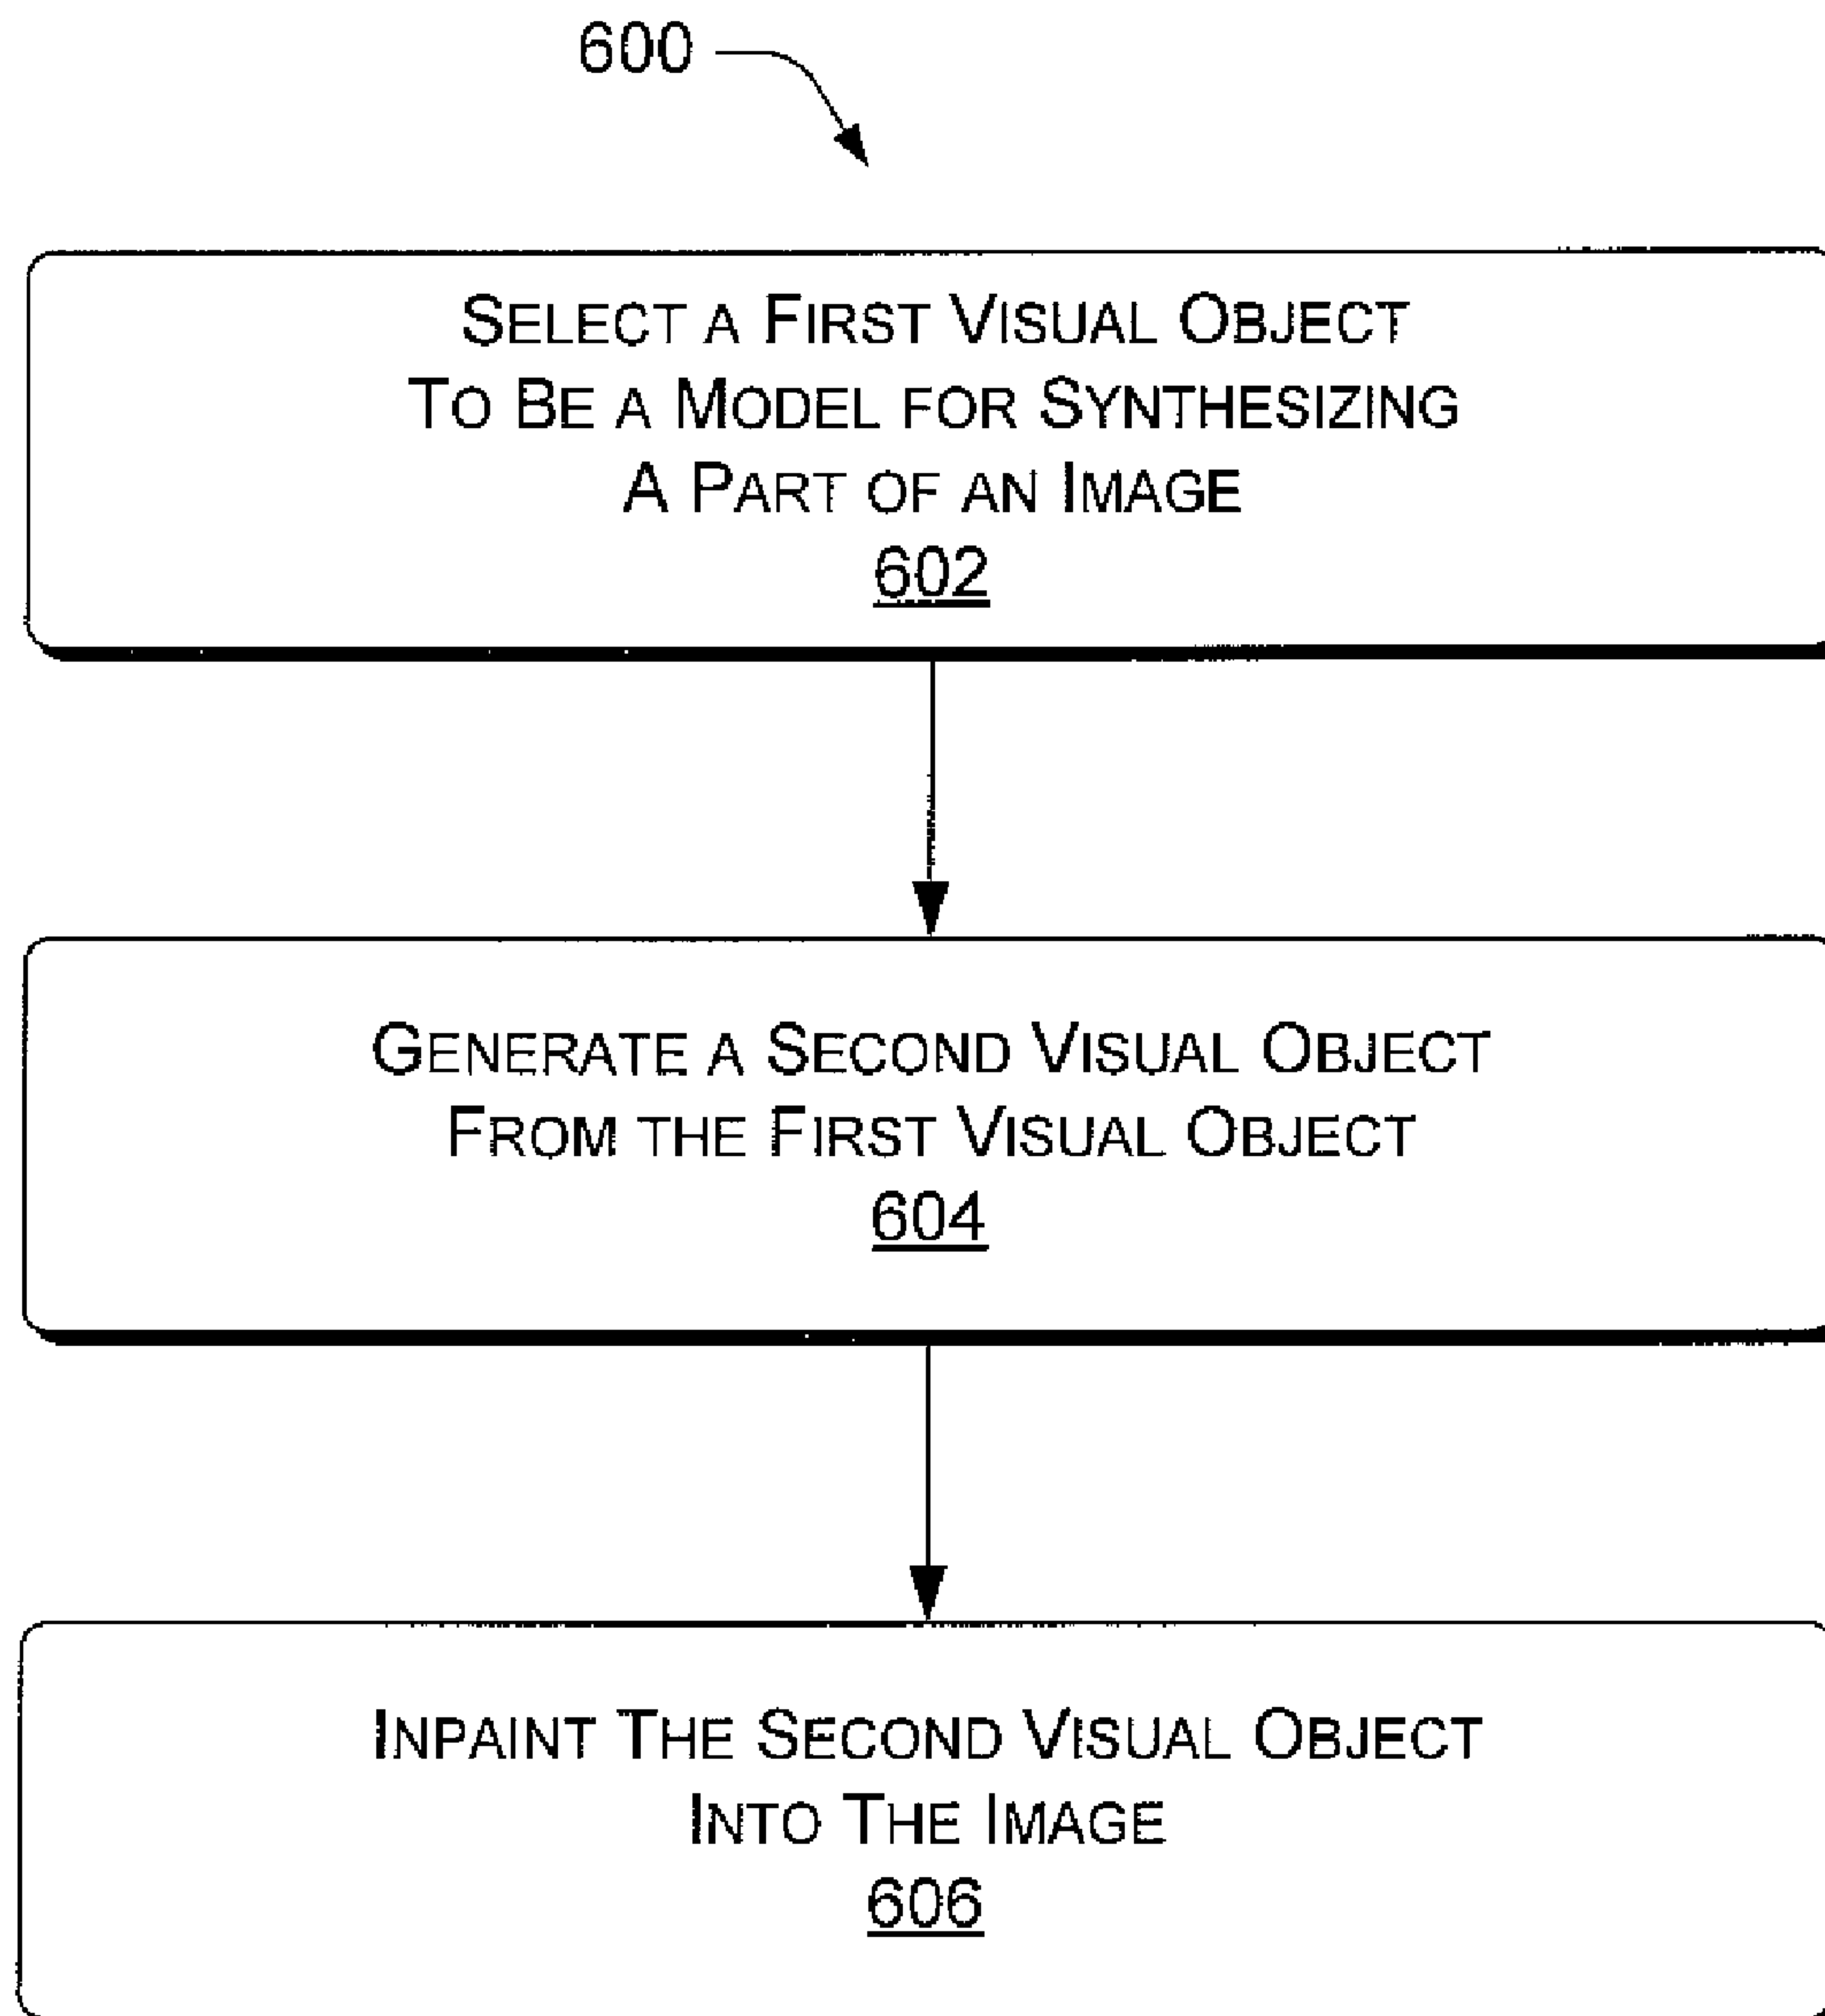 600
Select a First Visual Object
To Be a Model for Synthesizing
A Part of an Image
602
Generate a Second Visual Object
From the First Visual Object
604
Inpaint The Second Visual Object
Into The Image
606